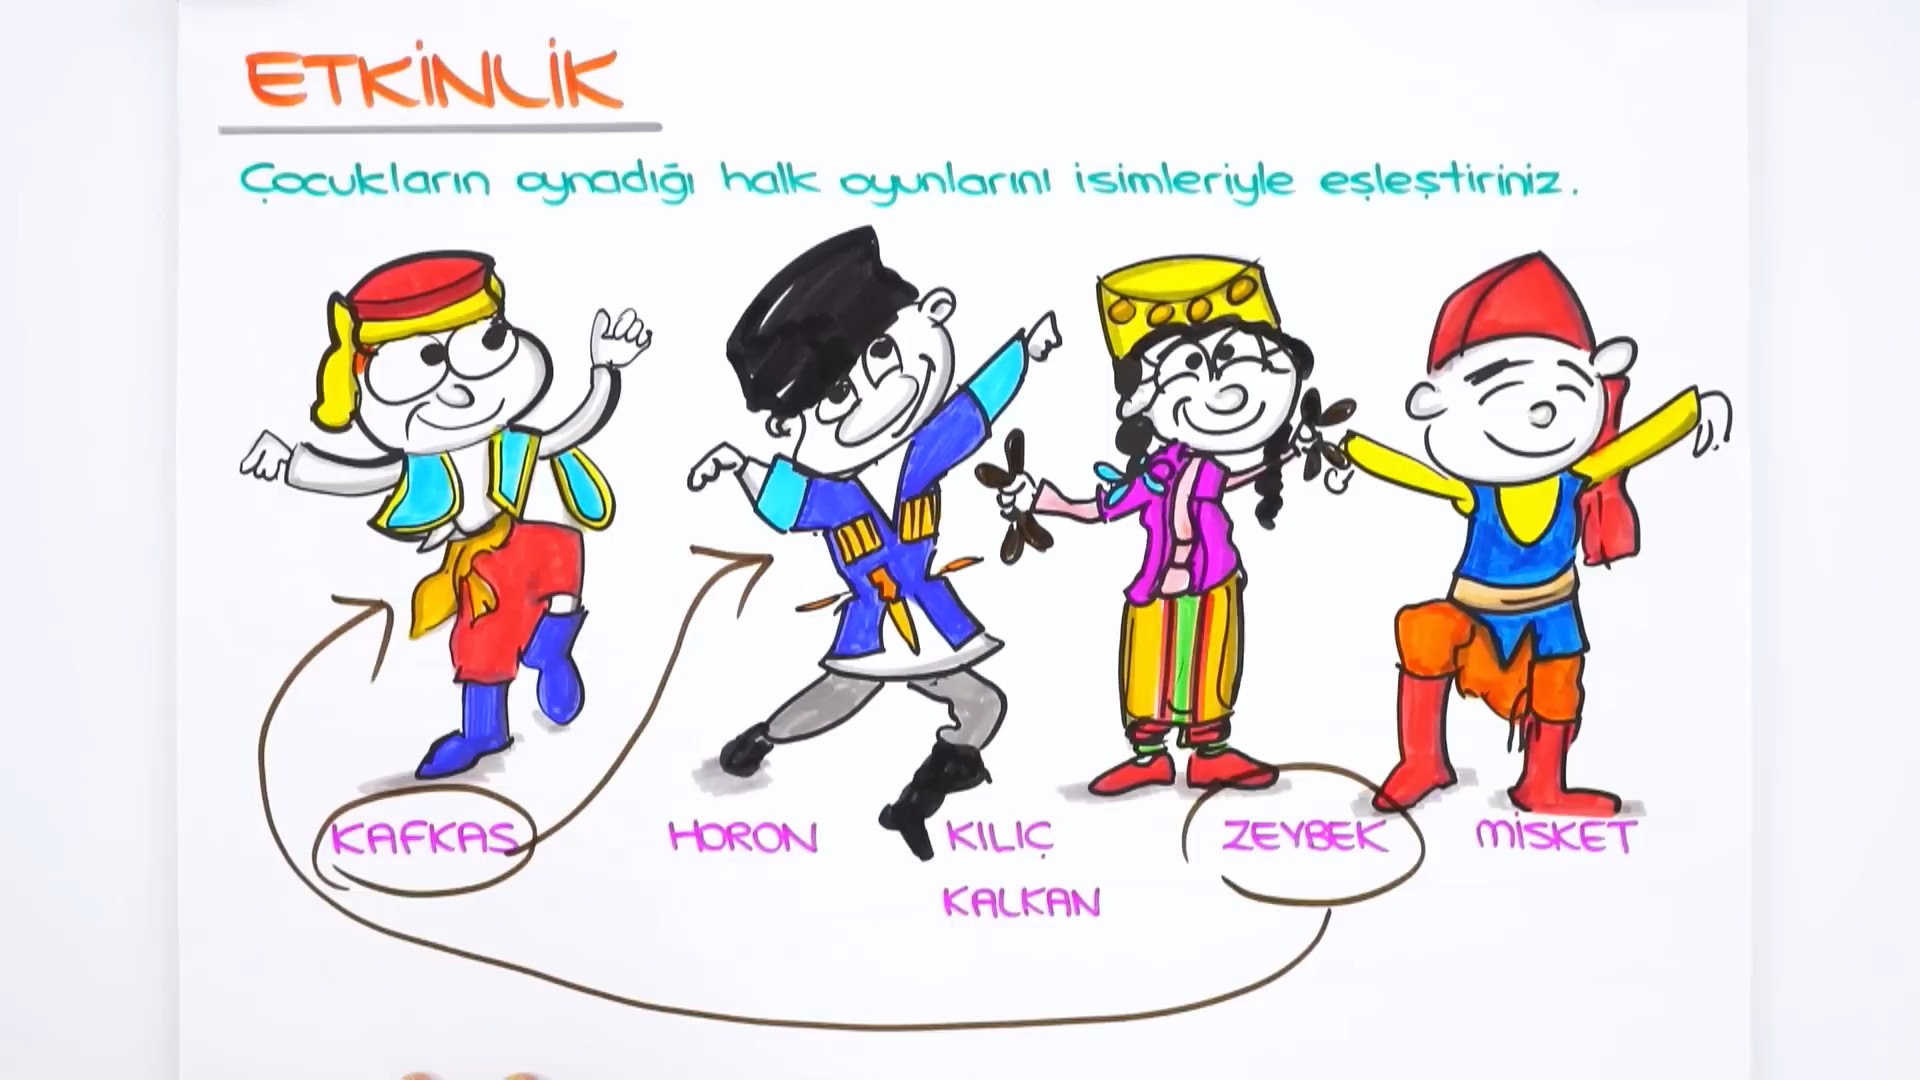 ETKİNLİK
Çocukların oynadığı halk oyunlarını isimleriyle eşleştiriniz.
KAFKAS HORON KILIÇ ZEYBEK MİSKET
KALKAN